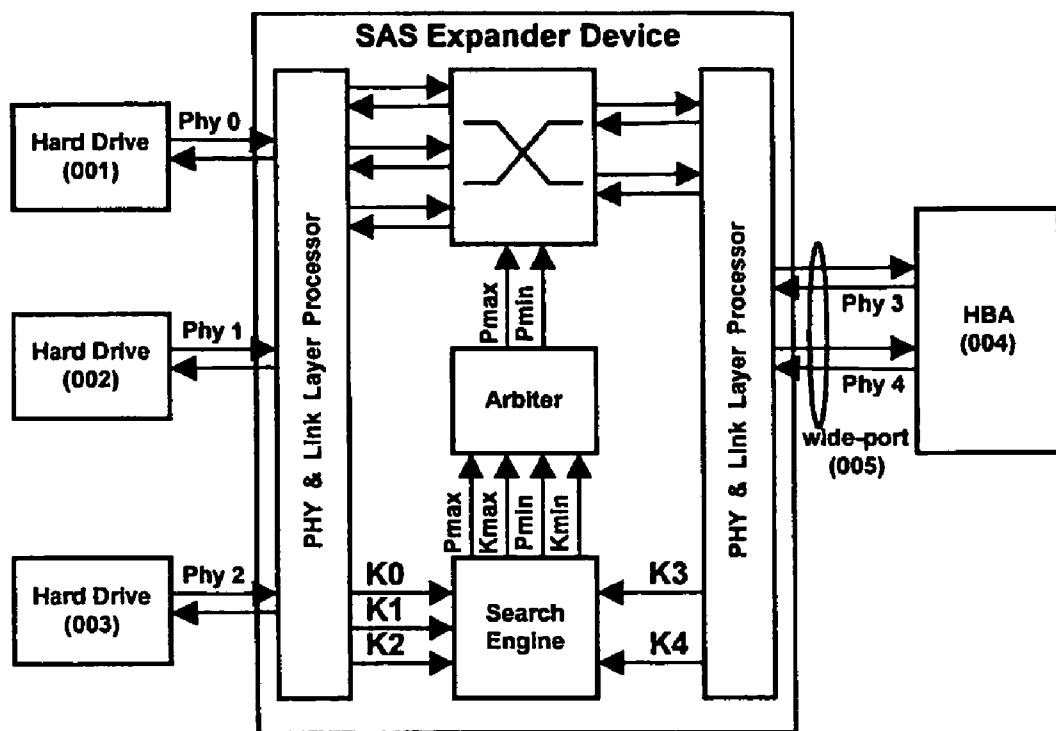 SAS Expander Device
Hard Drive
(001)
Phy 0
Hard Drive
(002)
Phy 1
Hard Drive
(003)
Phy 2
PHY & Link Layer Processor
Pmax
Pmin
Arbiter
Pmax
Kmax
Pmin
Kmin
K0
K1
K2
Search
Engine
K3
K4
PHY & Link Layer Processor
Phy 3
Phy 4
wide-port
(005)
HBA
(004)